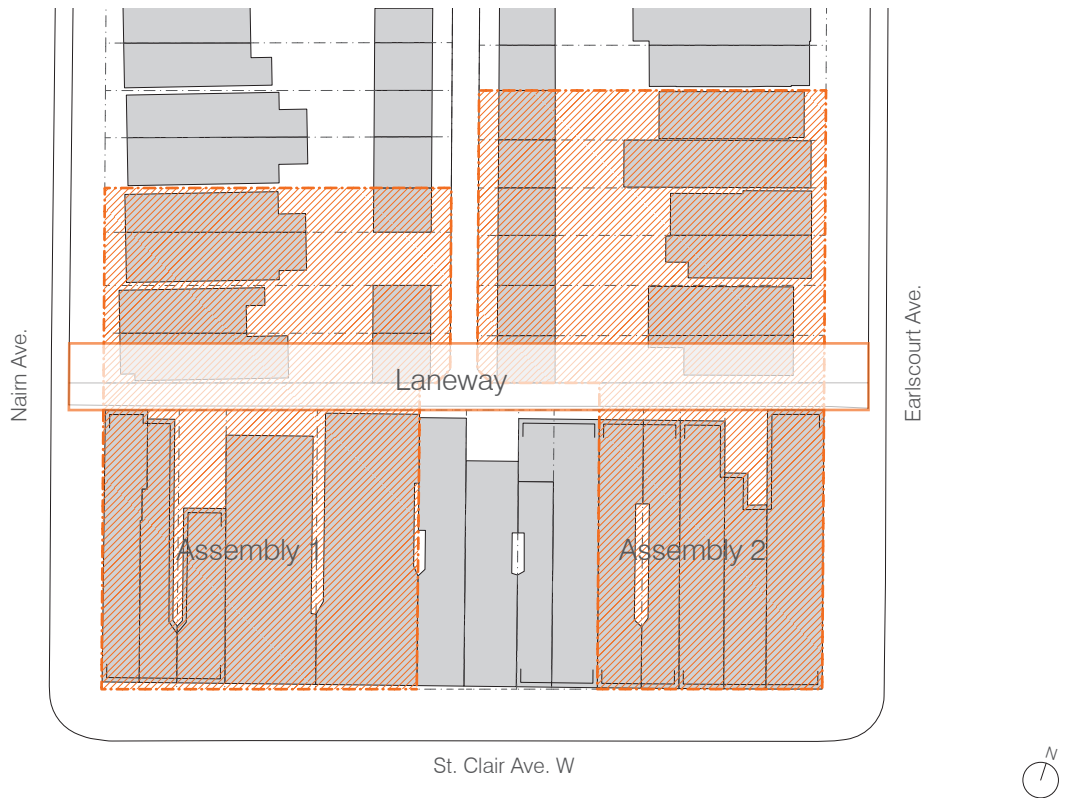 Nairn Ave.
Laneway
Earlscourt Ave.
Assembly 1
Assembly 2
St. Clair Ave. W
N